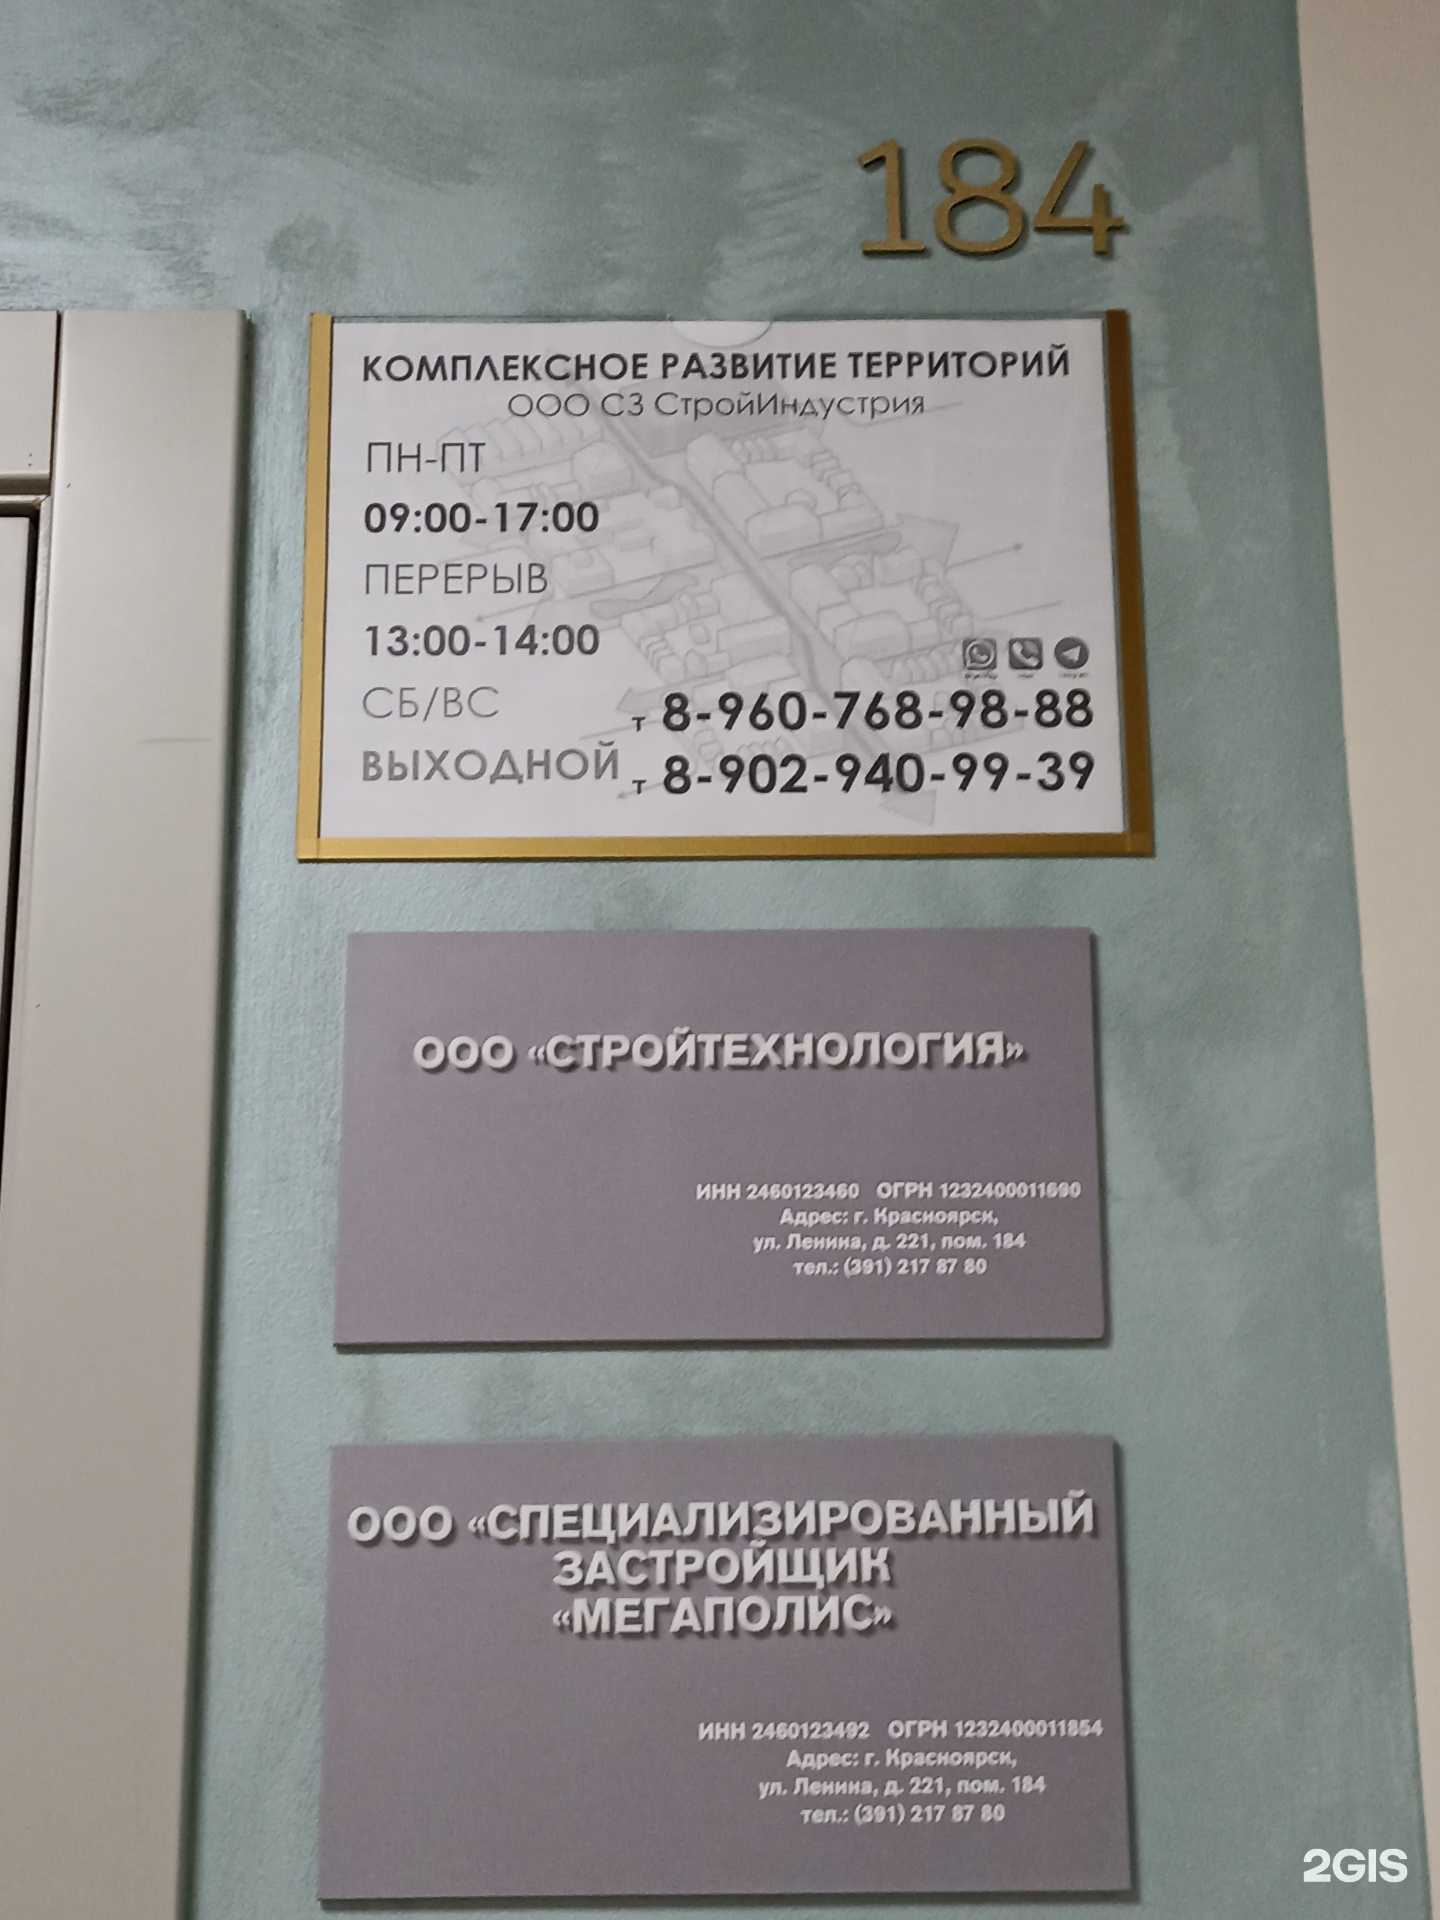 184
КОМПЛЕКСНОЕ РАЗВИТИЕ ТЕРРИТОРИЙ
ООО СЗ СтройИндустрия
ПН-ПТ
09:00-17:00
ПЕРЕРЫВ
13:00-14:00
СБ/ВС
т 8-960-768-98-88
ВЫХОДНОЙ
т 8-902-940-99-39
ООО «СТРОЙТЕХНОЛОГИЯ»
ИНН 2460123460 ОГРН 1232400011690
Адрес: г. Красноярск,
ул. Ленина, д. 221, пом. 184
тел.: (391) 217 87 80
ООО «СПЕЦИАЛИЗИРОВАННЫЙ
ЗАСТРОЙЩИК
«МЕГАПОЛИС»
ИНН 2460123492 ОГРН 1232400011854
Адрес: г. Красноярск,
ул. Ленина, д. 221, пом. 184
тел.: (391) 217 87 80
2GIS